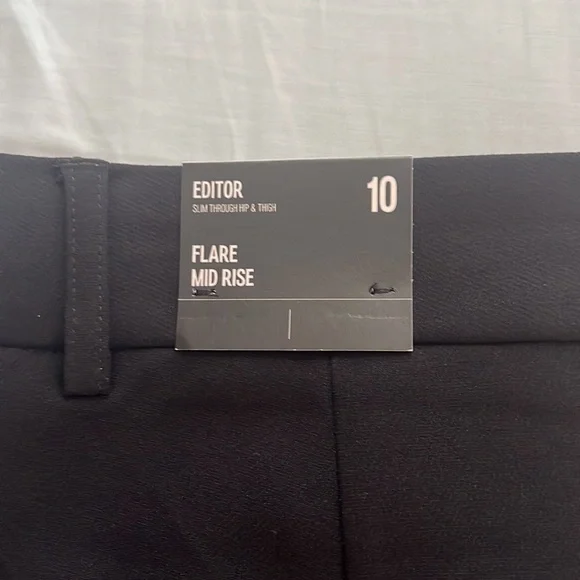 EDITOR
10
SLIM THROUGH HIP & THIGH
FLARE
MID RISE